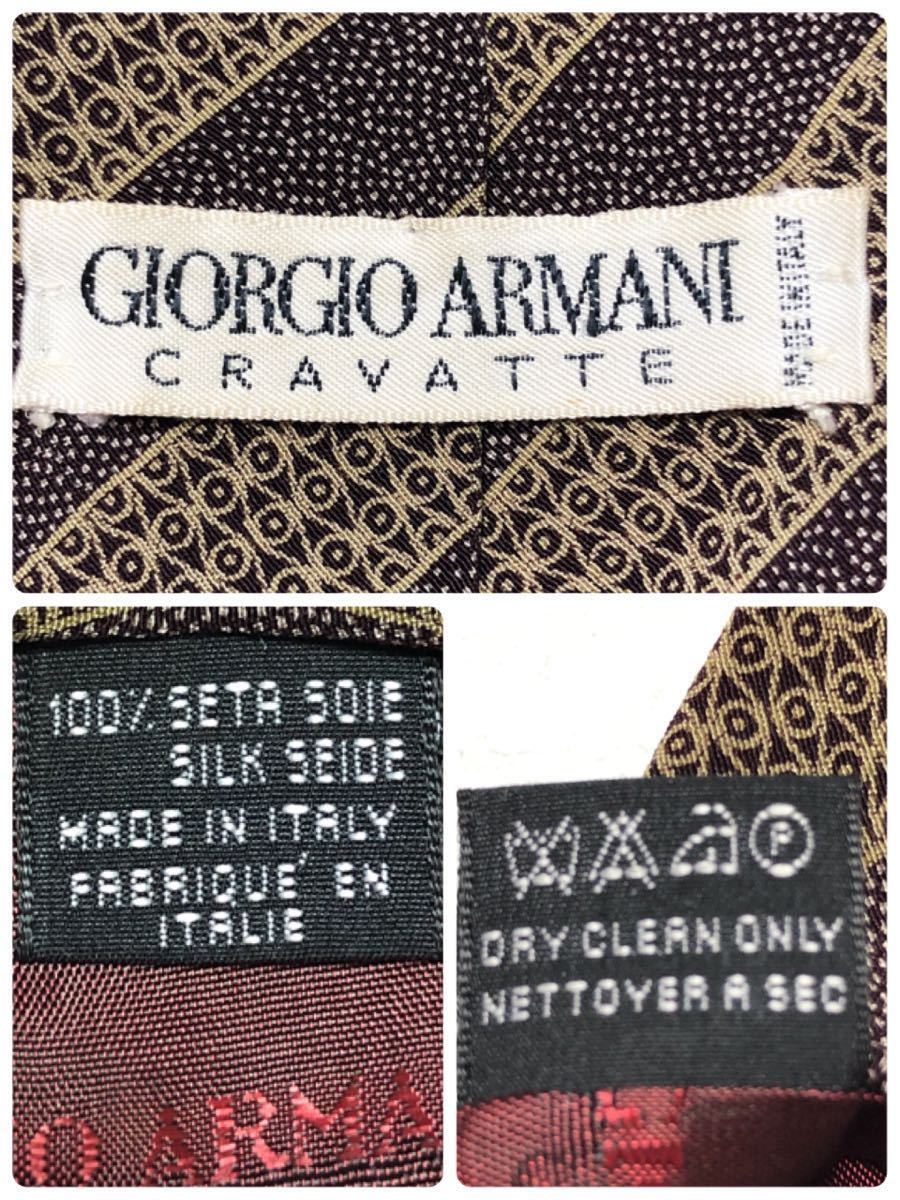 GIORGIO ARMANI
CRAVATTE
MADE IN ITALY
100% SETA SOIE
SILK SEIDE
MADE IN ITALY
FABRIQUÉ EN
ITALIE
O ARMA
P
DRY CLEAN ONLY
NETTOYER A SEC